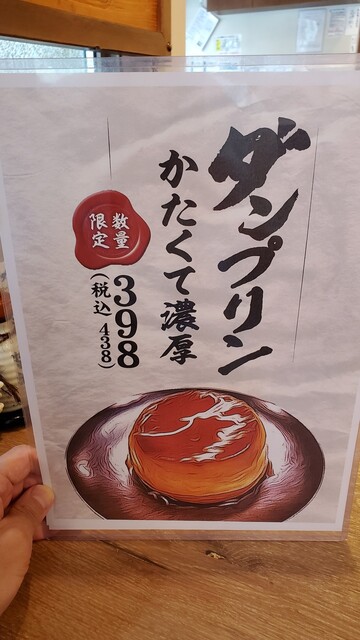 ダンプリン
かたくて濃厚
数量
限定
398
(税込 438)